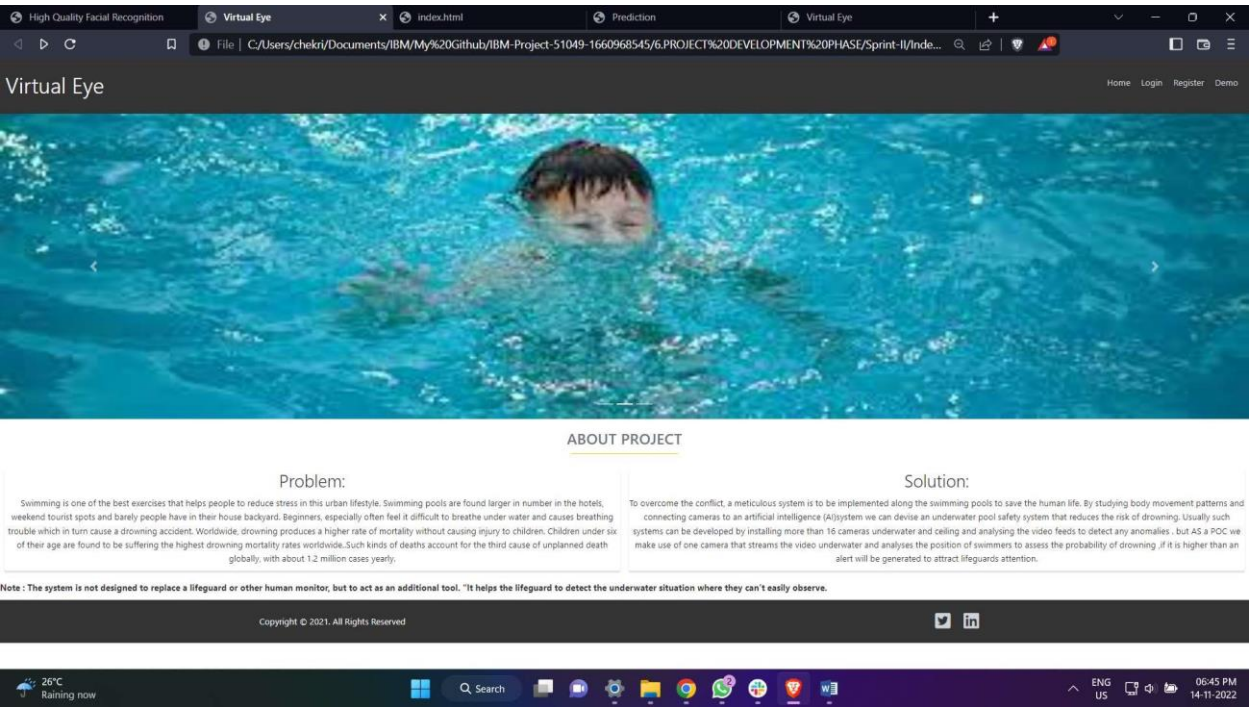 High Quality Facial Recognition
Virtual Eye
index.html
Prediction
Virtual Eye
File | C:/Users/chekri/Documents/IBM/My%20Github/IBM-Project-51049-1660968545/6.PROJECT%20DEVELOPMENT%20PHASE/Sprint-II/Inde...
Virtual Eye
Home Login Register Demo
ABOUT PROJECT
Problem:
Swimming is one of the best exercises that helps people to reduce stress in this urban lifestyle. Swimming pools are found larger in number in the hotels,
weekend tourist spots and barely people have in their house backyard. Beginners, especially often feel it difficult to breathe under water and causes breathing
trouble which in turn cause a drowning accident. Worldwide, drowning produces a higher rate of mortality without causing injury to children. Children under six
of their age are found to be suffering the highest drowning mortality rates worldwide..Such kinds of deaths account for the third cause of unplanned death
globally, with about 1.2 million cases yearly.
Solution:
To overcome the conflict, a meticulous system is to be implemented along the swimming pools to save the human life. By studying body movement patterns and
connecting cameras to an artificial intelligence (AI)system we can devise an underwater pool safety system that reduces the risk of drowning. Usually such
systems can be developed by installing more than 16 cameras underwater and ceiling and analysing the video feeds to detect any anomalies . but AS a POC we
make use of one camera that streams the video underwater and analyses the position of swimmers to assess the probability of drowning ,if it is higher than an
alert will be generated to attract lifeguards attention.
Note : The system is not designed to replace a lifeguard or other human monitor, but to act as an additional tool. "It helps the lifeguard to detect the underwater situation where they can't easily observe.
Copyright © 2021. All Rights Reserved
in
26°C
Raining now
Search
2
ENG
US
06:45 PM
14-11-2022